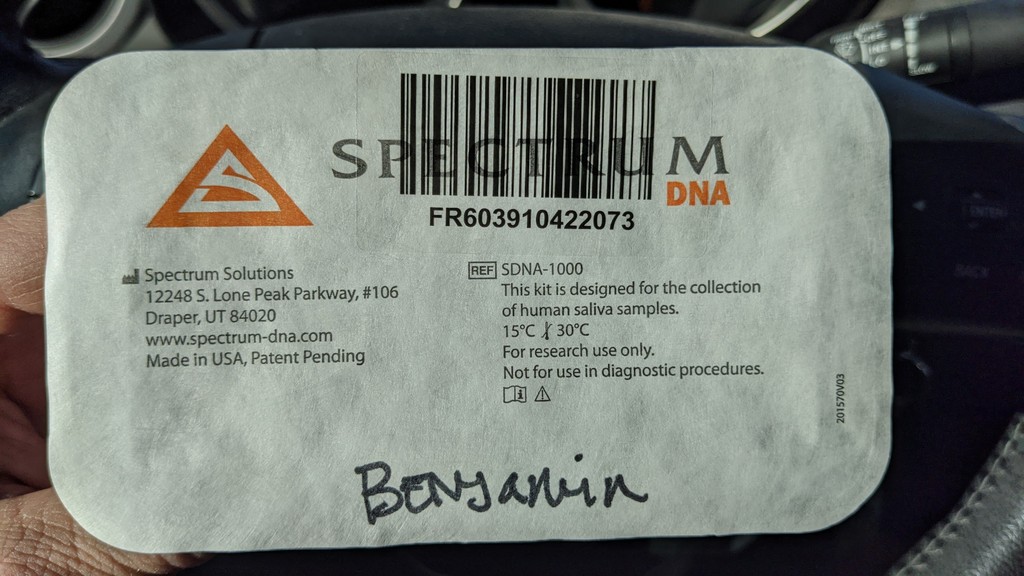 SPECTRUM
DNA
FR603910422073
Spectrum Solutions
12248 S. Lone Peak Parkway, #106
Draper, UT 84020
www.spectrum-dna.com
Made in USA, Patent Pending
REF SDNA-1000
This kit is designed for the collection
of human saliva samples.
15°C 30°C
For research use only.
Not for use in diagnostic procedures.
201570V03
BENJamin
ENTER
BACK